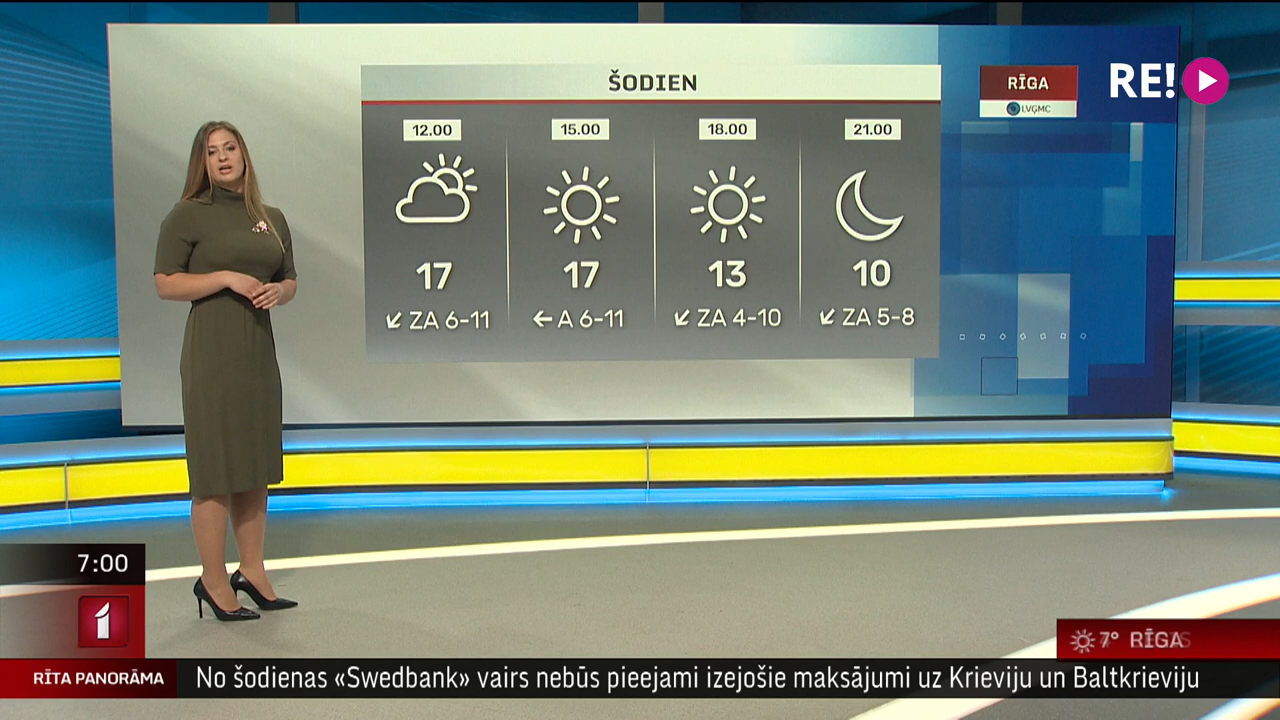 ŠODIEN
RĪGA
LVĢMC
RE!
12.00
15.00
18.00
21.00
17
17
13
10
ZA 6-11
A 6-11
ZA 4-10
ZA 5-8
7:00
1
7° RĪGA
RĪTA PANORĀMA
No šodienas «Swedbank» vairs nebūs pieejami izejošie maksājumi uz Krieviju un Baltkrieviju